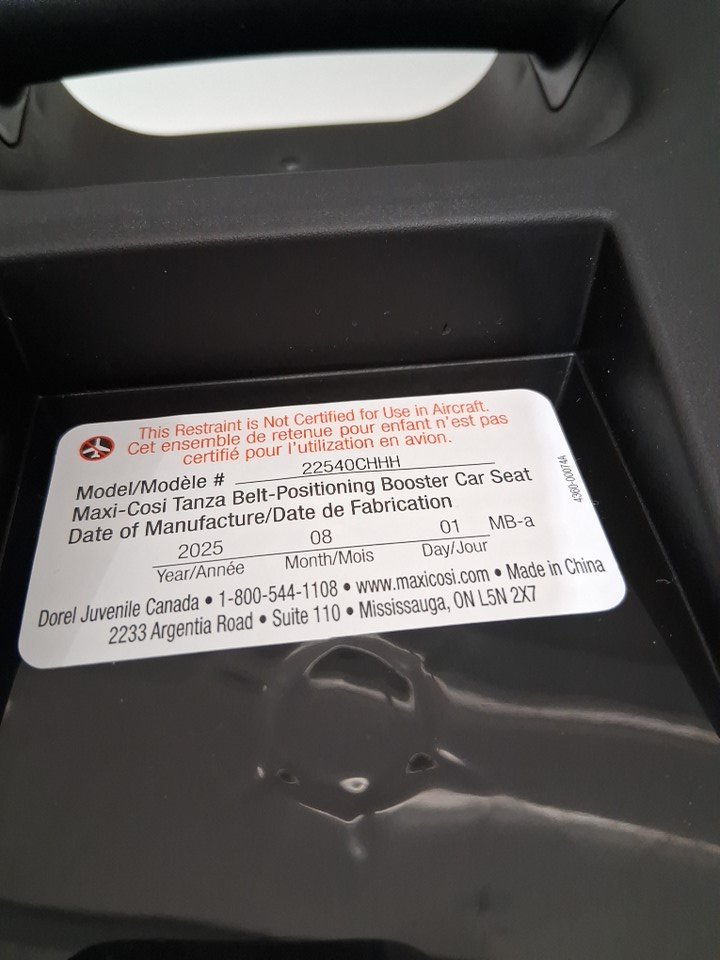 This Restraint is Not Certified for Use in Aircraft.
Cet ensemble de retenue pour enfant n'est pas
certifié pour l'utilization en avion.
Model/Modèle # 22540CHHH
Maxi-Cosi Tanza Belt-Positioning Booster Car Seat
Date of Manufacture/Date de Fabrication
2025 08 01 MB-a
Year/Année Month/Mois Day/Jour
Dorel Juvenile Canada • 1-800-544-1108 • www.maxicosi.com • Made in China
2233 Argentia Road • Suite 110 • Mississauga, ON L5N 2X7
4360-00074A